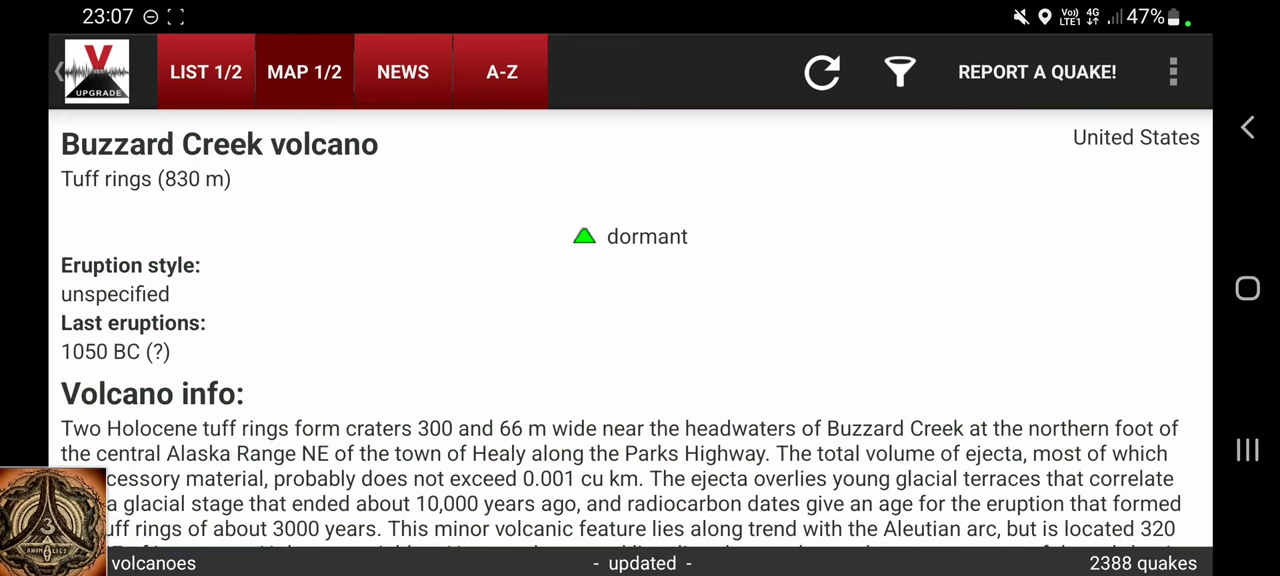 23:07
Vo)) 4G
LTE1
47%
V
UPGRADE
LIST 1/2 MAP 1/2 NEWS A-Z
REPORT A QUAKE!
Buzzard Creek volcano
United States
Tuff rings (830 m)
dormant
Eruption style:
unspecified
Last eruptions:
1050 BC (?)
Volcano info:
Two Holocene tuff rings form craters 300 and 66 m wide near the headwaters of Buzzard Creek at the northern foot of
the central Alaska Range NE of the town of Healy along the Parks Highway. The total volume of ejecta, most of which
cessory material, probably does not exceed 0.001 cu km. The ejecta overlies young glacial terraces that correlate
a glacial stage that ended about 10,000 years ago, and radiocarbon dates give an age for the eruption that formed
uff rings of about 3000 years. This minor volcanic feature lies along trend with the Aleutian arc, but is located 320
3
volcanoes
- updated -
2388 quakes